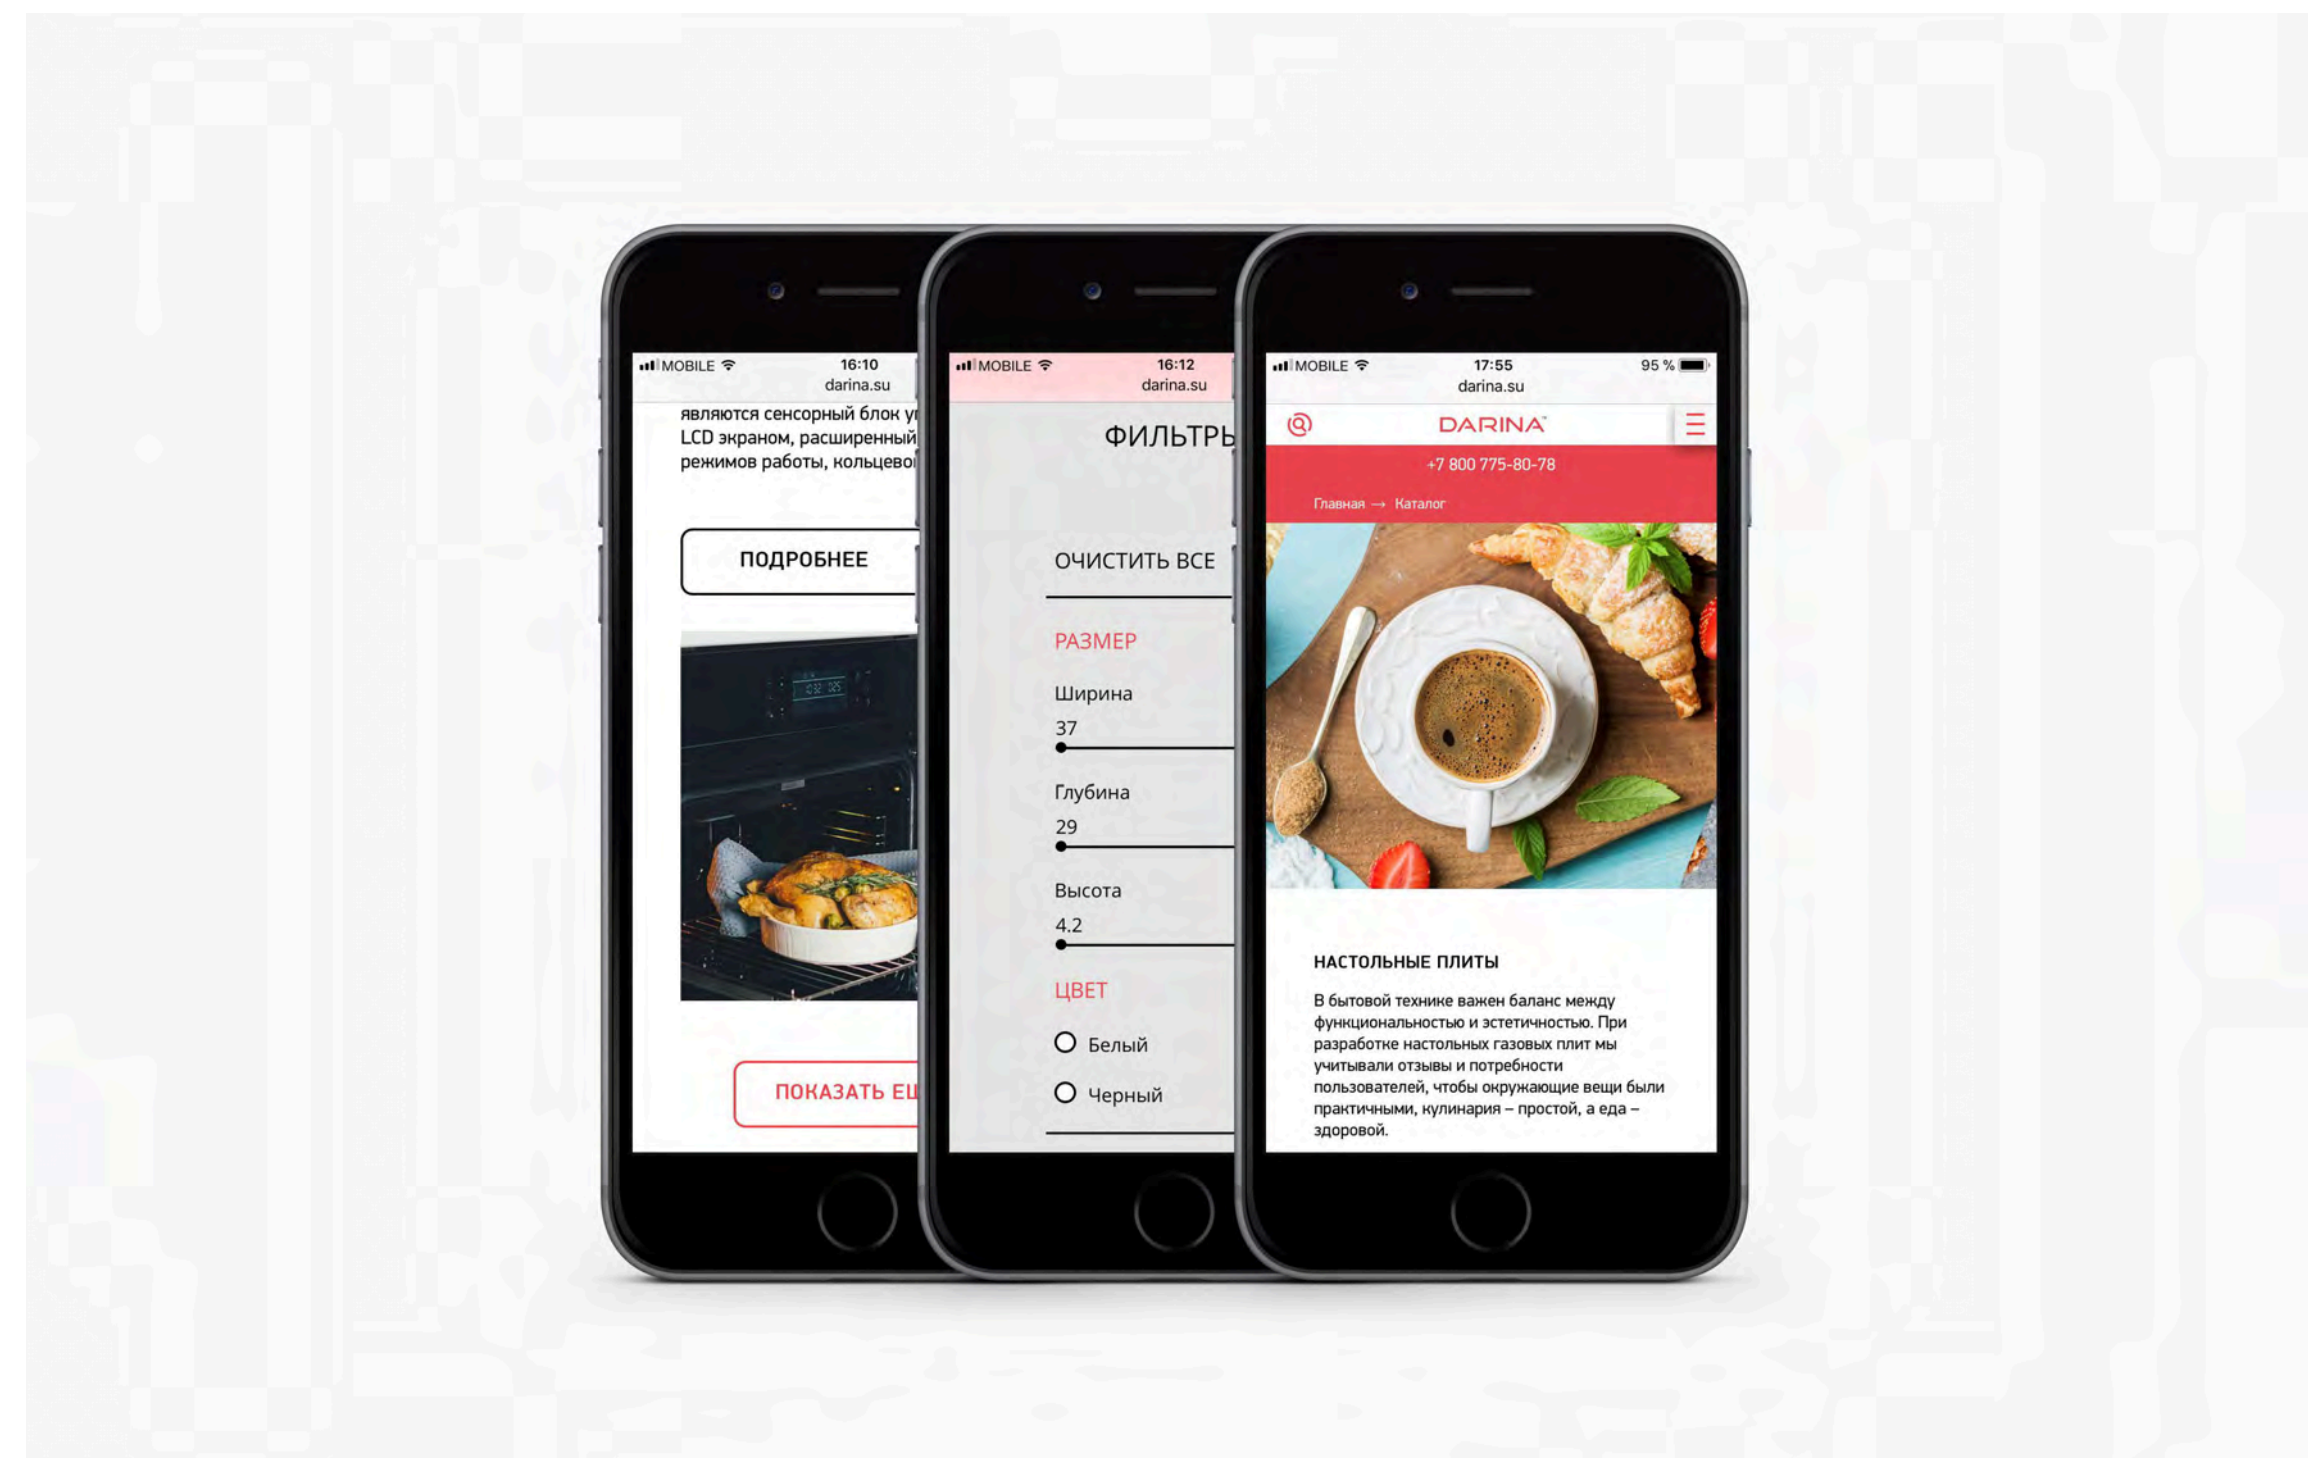 MOBILE 16:10
darina.su
являются сенсорный блок
LCD экраном, расширенный
режимов работы,
ПОДРОБНЕЕ
ПОКАЗАТЬ
MOBILE 16:12
darina.su
ФИЛЬТРЫ
ОЧИСТИТЬ ВСЕ
РАЗМЕР
Ширина
37
Глубина
29
Высота
4.2
ЦВЕТ
Белый
Черный
MOBILE 17:55 95 %
darina.su
DARINA™
+7 800 775-80-78
Главная → Каталог
НАСТОЛЬНЫЕ ПЛИТЫ
В бытовой технике важен баланс между
функциональностью и эстетичностью. При
разработке настольных газовых плит мы
учитывали отзывы и потребности
пользователей, чтобы окружающие вещи были
практичными, кулинария – простой, а еда –
здоровой.